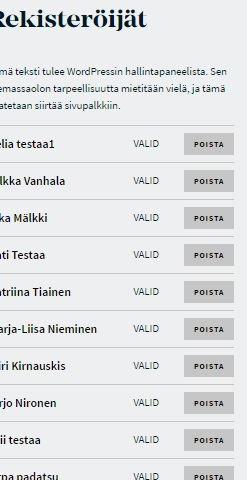 Rekisteröijät
mä teksti tulee WordPressin hallintapaneelista. Sen
emassaolon tarpeellisuutta mietitään vielä, ja tämä
atetaan siirtää sivupalkkiin.
elia testaa1 VALID POISTA
lkka Vanhala VALID POISTA
ka Mälkki VALID POISTA
ati Testaa VALID POISTA
atriina Tiainen VALID POISTA
arja-Liisa Nieminen VALID POISTA
iri Kirnauskis VALID POISTA
rjo Nironen VALID POISTA
ii testaa VALID POISTA
rpa padatsu VALID POISTA